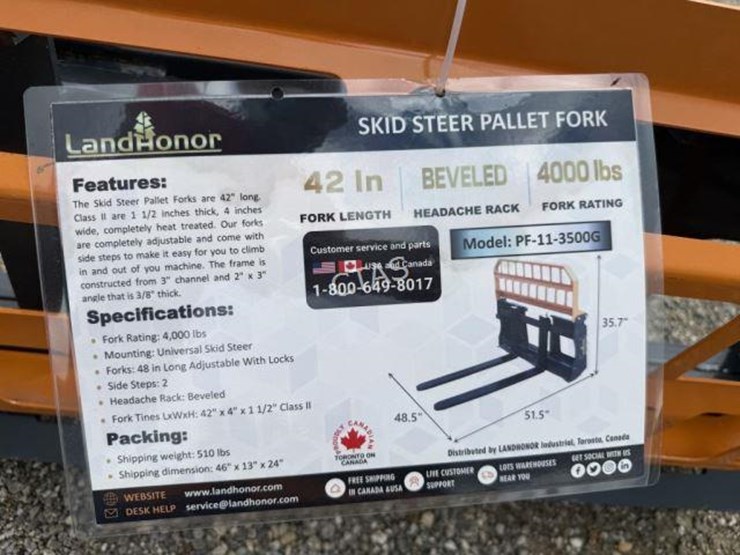 LandHonor
SKID STEER PALLET FORK
Features:
The Skid Steer Pallet Forks are 42" long.
Class II are 1 1/2 inches thick, 4 inches
wide, completely heat treated. Our forks
are completely adjustable and come with
side steps to make it easy for you to climb
in and out of you machine. The frame is
constructed from 3" channel and 2" x 3"
angle that is 3/8" thick.
42 In
FORK LENGTH
BEVELED
HEADACHE RACK
4000 lbs
FORK RATING
Customer service and parts
USA and Canada
1-800-649-8017
CTAS
Model: PF-11-3500G
35.7"
48.5"
51.5"
Specifications:
• Fork Rating: 4,000 lbs
• Mounting: Universal Skid Steer
• Forks: 48 in Long Adjustable With Locks
• Side Steps: 2
• Headache Rack: Beveled
• Fork Tines LxWxH: 42" x 4" x 1 1/2" Class II
Packing:
• Shipping weight: 510 lbs
• Shipping dimension: 46" x 13" x 24"
PROUDLY CANADIAN
TORONTO ON
CANADA
Distributed by LANDHONOR Industrial, Toronto, Canada
WEBSITE www.landhonor.com
DESK HELP service@landhonor.com
FREE SHIPPING
IN CANADA &USA
LIVE CUSTOMER
SUPPORT
LOTS WAREHOUSES
NEAR YOU
GET SOCIAL WITH US